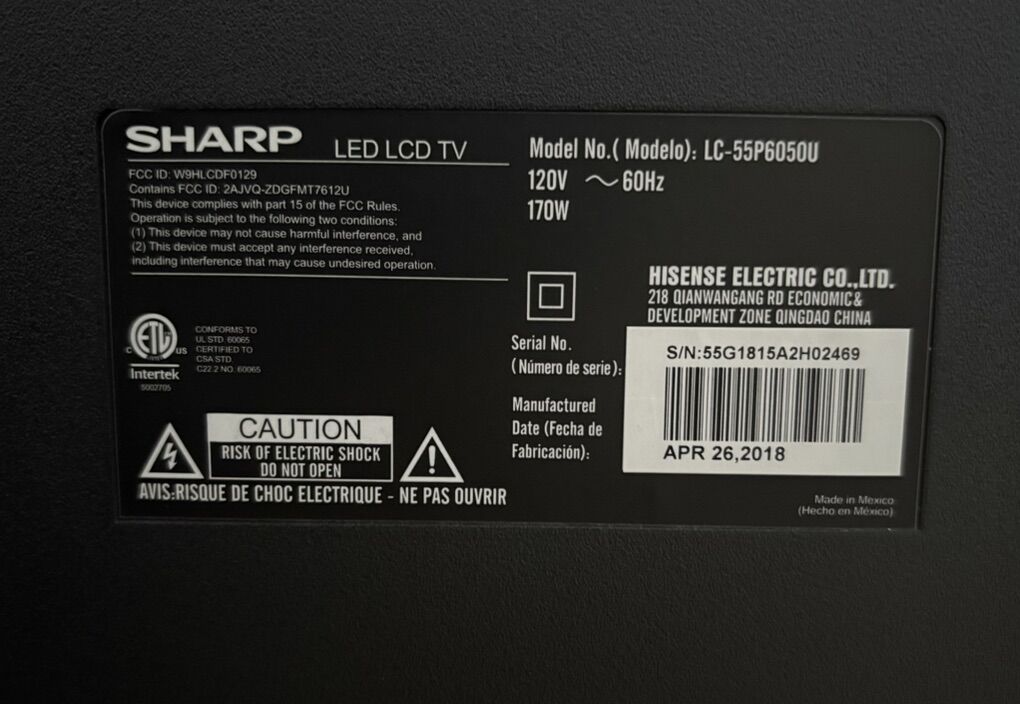 SHARP LED LCD TV
FCC ID: W9HLCDF0129
Contains FCC ID: 2AJVQ-ZDGFMT7612U
This device complies with part 15 of the FCC Rules.
Operation is subject to the following two conditions:
(1) This device may not cause harmful interference, and
(2) This device must accept any interference received,
including interference that may cause undesired operation.
Model No.( Modelo): LC-55P6050U
120V ～60Hz
170W
HISENSE ELECTRIC CO.,LTD.
218 QIANWANGANG RD ECONOMIC&
DEVELOPMENT ZONE QINGDAO CHINA
ETL
C US
Intertek
5002705
CONFORMS TO
UL STD. 60065
CERTIFIED TO
CSA STD.
C22.2 NO. 60065
Serial No.
(Número de serie):
S/N:55G1815A2H02469
Manufactured
Date (Fecha de
Fabricación):
APR 26,2018
CAUTION
RISK OF ELECTRIC SHOCK
DO NOT OPEN
AVIS:RISQUE DE CHOC ELECTRIQUE - NE PAS OUVRIR
Made in Mexico
(Hecho en México)